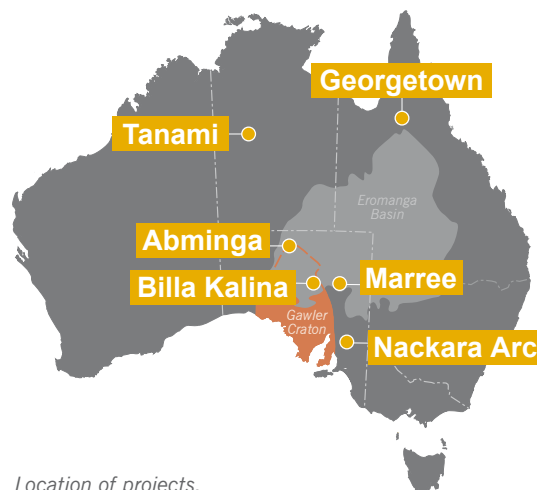 Georgetown
Tanami
Eromanga
Basin
Abminga
Billa Kalina
Marree
Gawler
Craton
Nackara Arc
Location of projects.